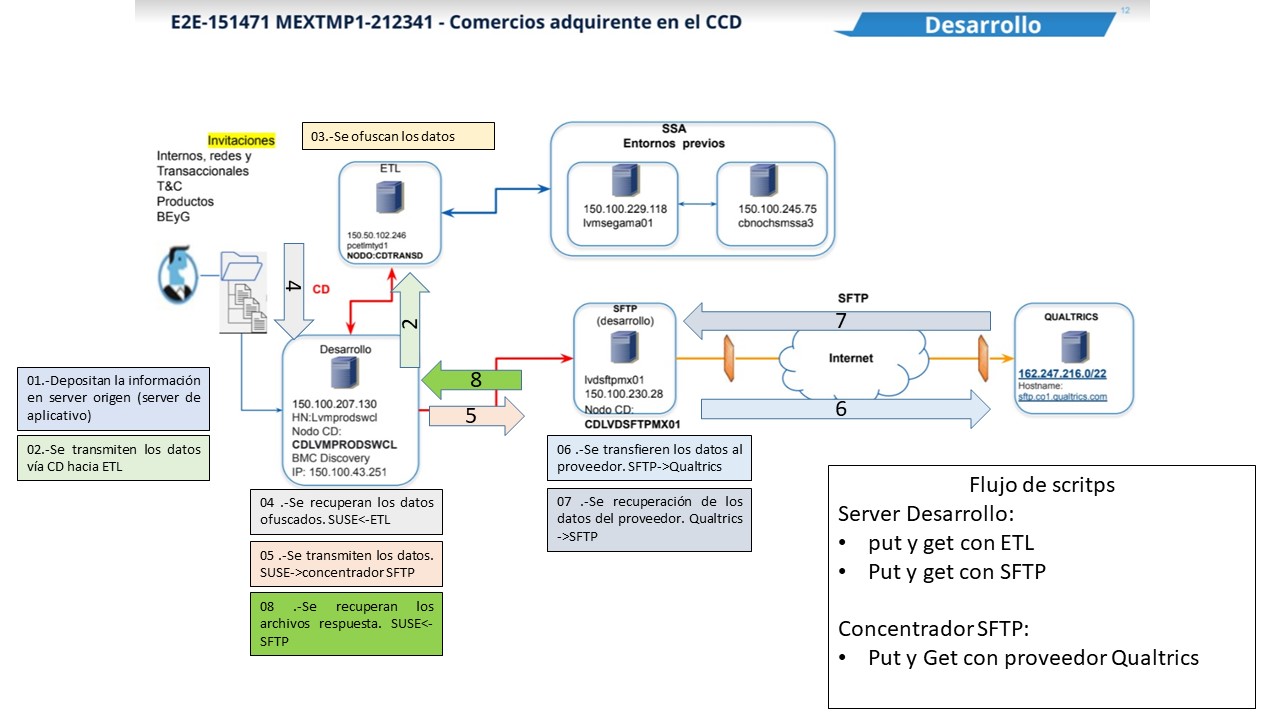 E2E-151471 MEXTMP1-212341 - Comercios adquirente en el CCD
Desarrollo
12
Invitaciones
Internos, redes y
Transaccionales
T&C
Productos
BEyG
03.-Se ofuscan los datos
ETL
150.50.102.246
pcetlmtyd1
NODO:CDTRANSD
SSA
Entornos previos
150.100.229.118
lvmsegama01
150.100.245.75
cbnochsmssa3
4
CD
2
Desarrollo
150.100.207.130
HN:Lvmprodswcl
Nodo CD:
CDLVMPRODSWCL
BMC Discovery
IP: 150.100.43.251
8
5
SFTP
(desarrollo)
lvdsftpmx01
150.100.230.28
Nodo CD:
CDLVDSFTPMX01
SFTP
7
Internet
6
QUALTRICS
162.247.216.0/22
Hostname:
sftp.co1.qualtrics.com
01.-Depositan la información
en server origen (server de
aplicativo)
02.-Se transmiten los datos
vía CD hacia ETL
04 .-Se recuperan los datos
ofuscados. SUSE<-ETL
05 .-Se transmiten los datos.
SUSE->concentrador SFTP
08 .-Se recuperan los
archivos respuesta. SUSE<-
SFTP
06 .-Se transfieren los datos al
proveedor. SFTP->Qualtrics
07 .-Se recuperación de los
datos del proveedor. Qualtrics
->SFTP
Flujo de scritps
Server Desarrollo:
• put y get con ETL
• Put y get con SFTP
Concentrador SFTP:
• Put y Get con proveedor Qualtrics